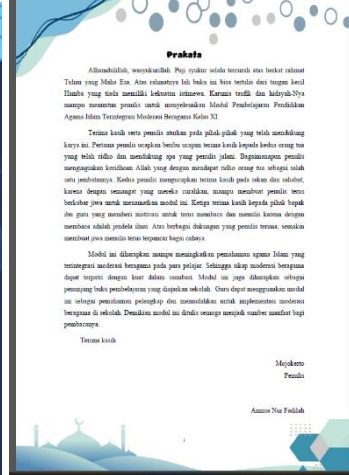 Prakata
Alhamdulillah, wasyukurillah. Puji syukur selalu tercurah atas berkat rahmat
Tuhan yang Maha Esa. Atas rahmatnya lah buku ini bisa tertulis dari tangan kecil
Hamba yang tiada memiliki kekuatan istimewa. Karunia taufik dan hidayah-Nya
mampu menuntun penulis untuk menyelesaikan Modul Pembelajaran Pendidikan
Agama Islam Terintegrasi Moderasi Beragama Kelas XI.
Terima kasih serta penulis aturkan pada pihak-pihak yang telah mendukung
karya ini. Pertama penulis ucapkan beribu ucapan terima kasih kepada kedua orang tua
yang telah ridho dan mendukung apa yang penulis jalani. Bagaimanapun penulis
mengingiakan keridhoan Allah yang dengan mendapat ridho orang tua sebagai salah
satu jembatannya. Kedua penulis mengucapkan terima kasih pada rekan dan sahabat,
karena dengan semangat yang mereka curahkan, mampu membuat penulis terus
berkobar jiwa untuk menamatkan modul ini. Ketiga terima kasih kepada pihak bapak
ibu guru yang memberi motivasi untuk terus membaca dan menulis karena dengan
membaca adalah jendela ilmu. Atas berbagai dukungan yang penulis terima, semakin
membuat jiwa menulis terus terpancar bagai cahaya.
Modul ini diharapkan mampu meningkatkan pemahaman agama Islam yang
terintegrasi moderasi beragama pada para pelajar. Sehingga sikap moderasi beragama
dapat terpatri dengan kuat dalam sanubari. Modul ini juga diharapkan sebagai
penunjang buku pembelajaran yang diajarkan sekolah. Guru dapat menggunakan modul
ini sebagai pemahaman pelengkap dan memudahkan untuk implementasi moderasi
beragama di sekolah. Demikian modul ini ditulis semoga menjadi sumber manfaat bagi
pembacanya.
Terima kasih
Mojokerto
Penulis
Annisa Nur Fadilah
i